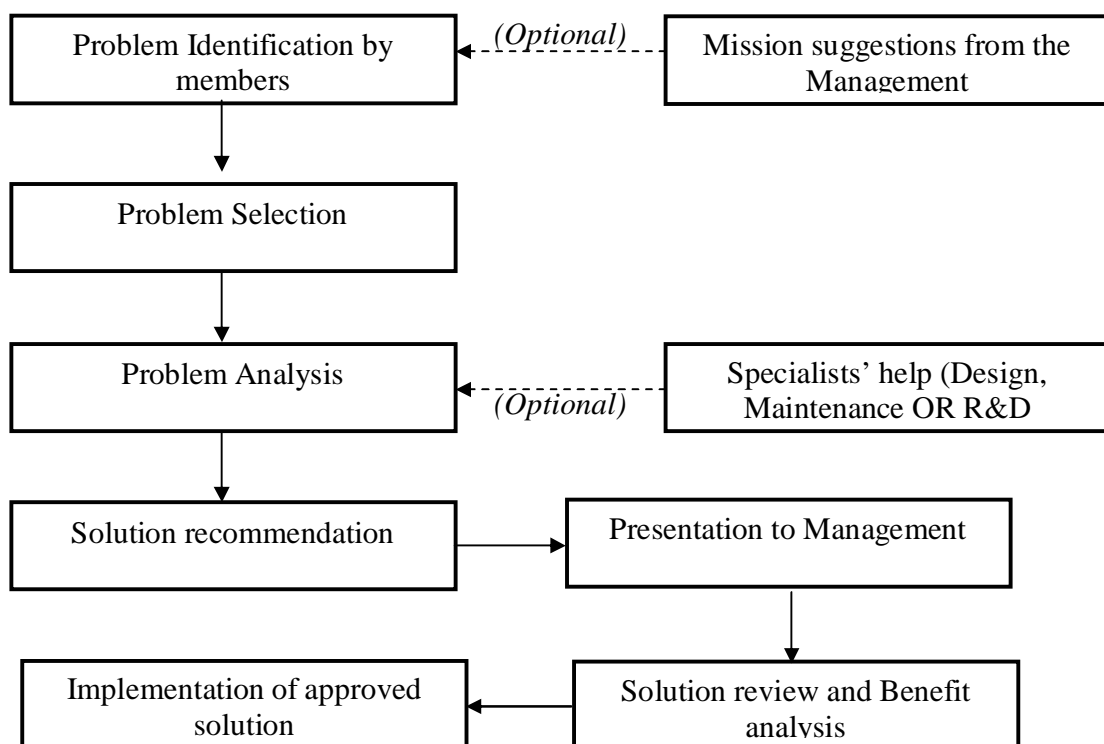 Problem Identification by
members
(Optional)
Mission suggestions from the
Management
Problem Selection
Problem Analysis
(Optional)
Specialists’ help (Design,
Maintenance OR R&D
Solution recommendation
Presentation to Management
Implementation of approved
solution
Solution review and Benefit
analysis